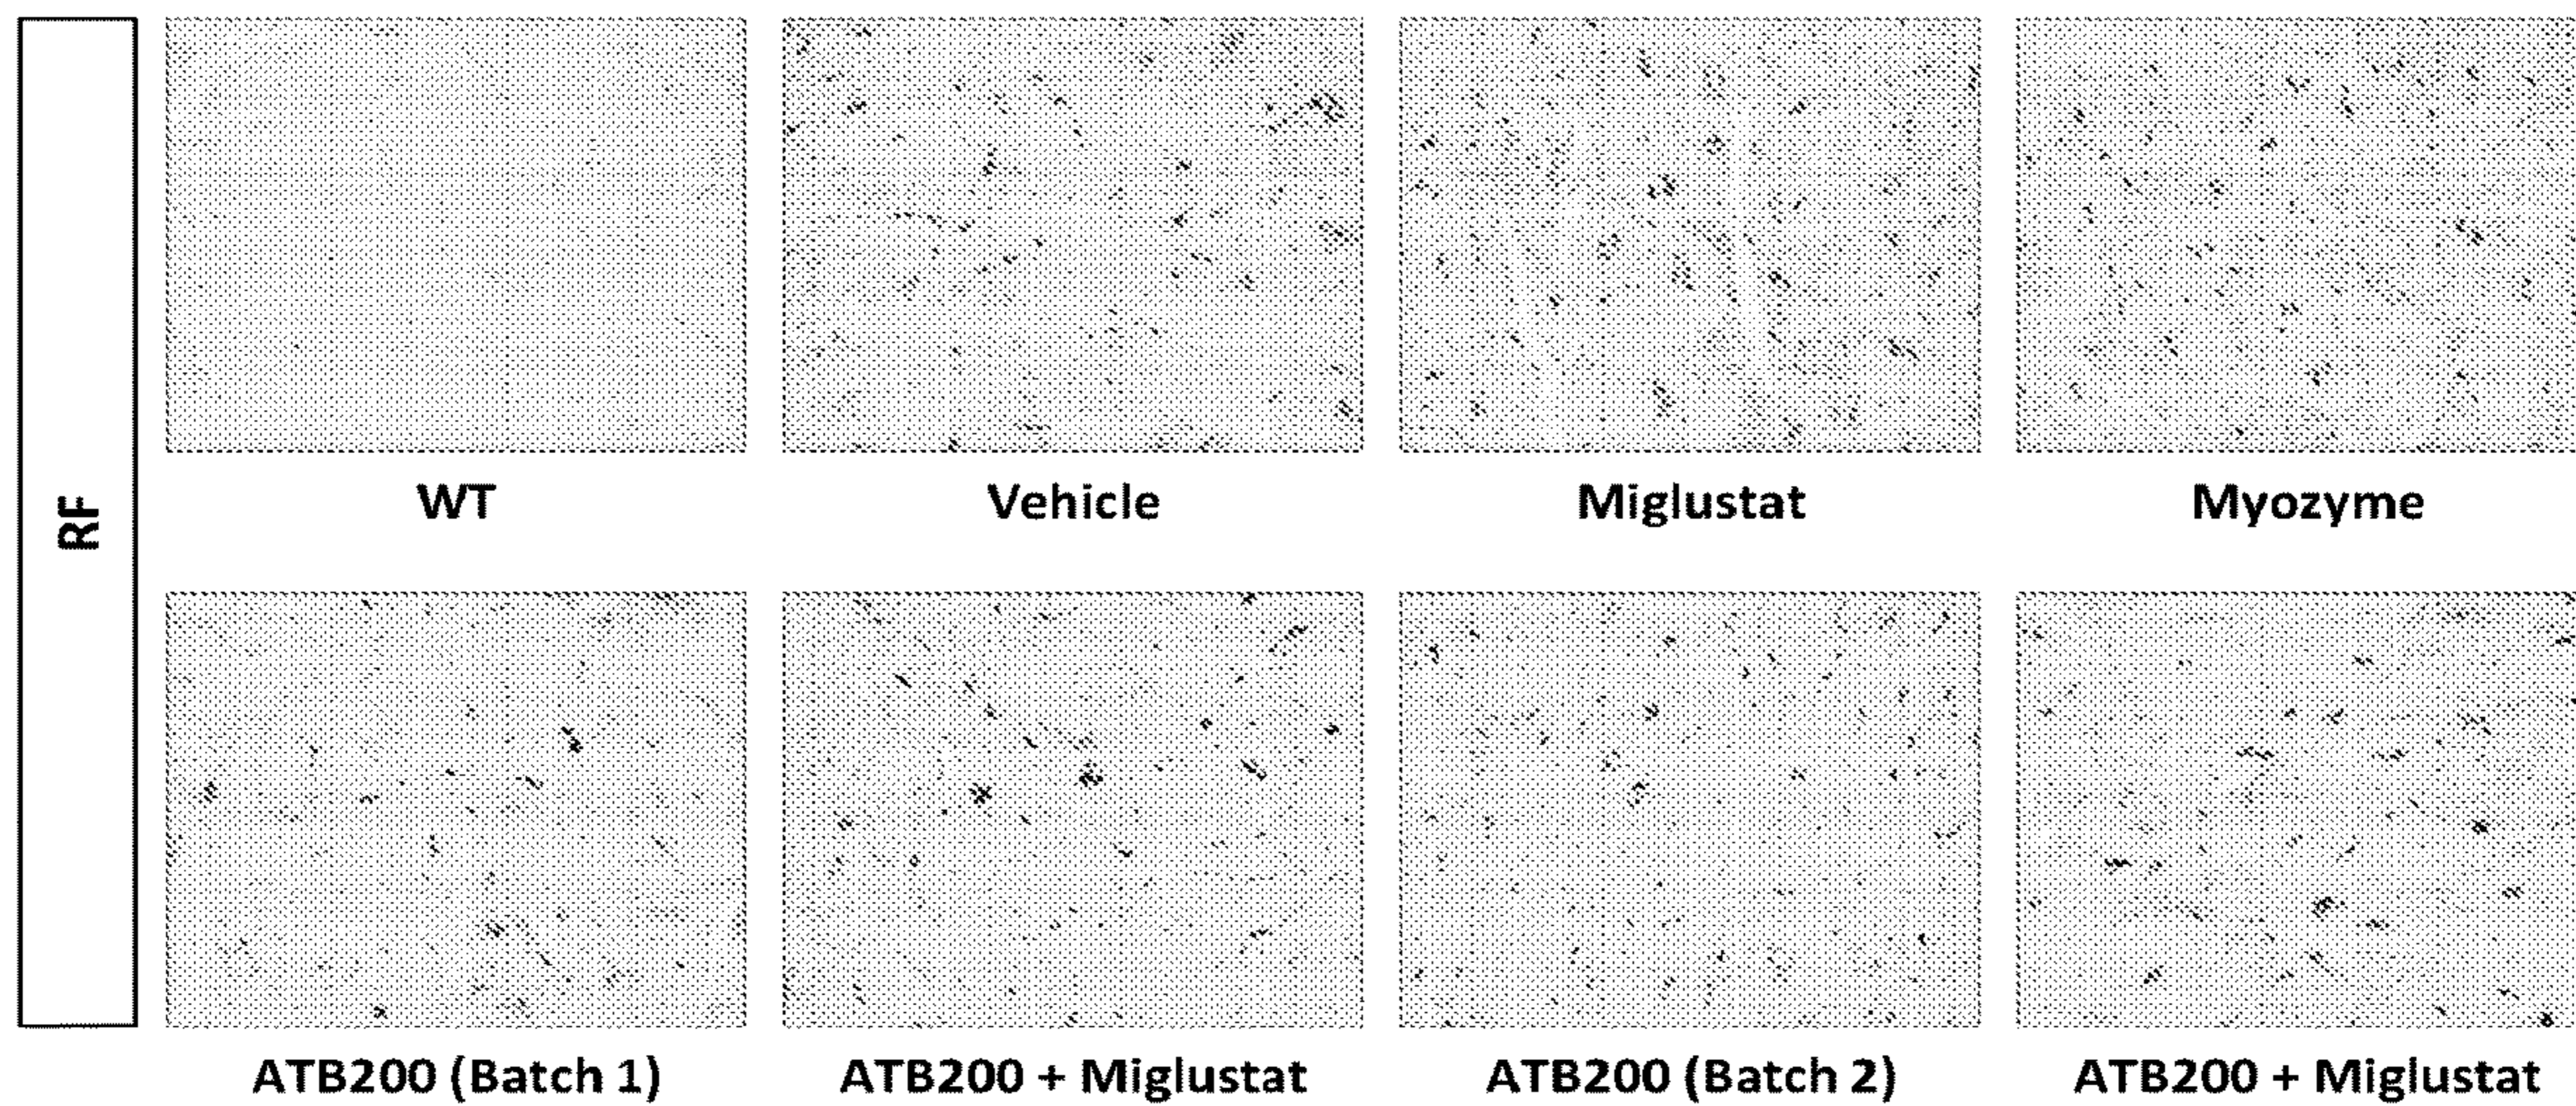 RF
WT
Vehicle
Miglustat
Myozyme
ATB200 (Batch 1)
ATB200 + Miglustat
ATB200 (Batch 2)
ATB200 + Miglustat